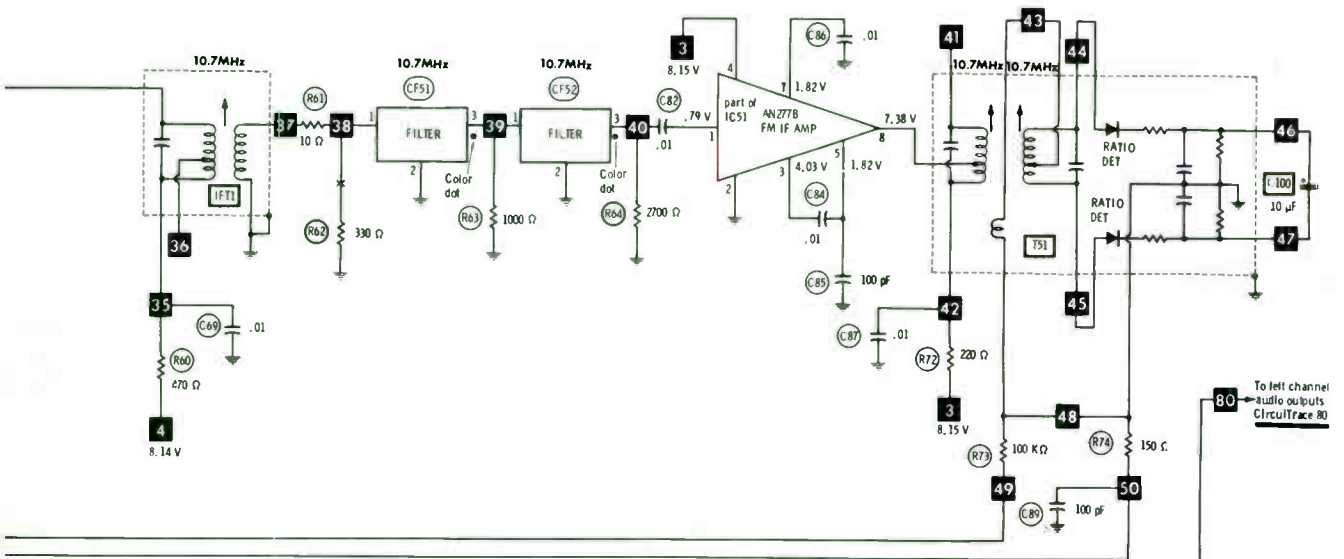 10.7MHz
R61
37
10 Ω
38
IFT1
36
R62
330 Ω
35
C69
.01
R60
470 Ω
4
8.14 V
10.7MHz
CF51
1
FILTER
3
2
Color
dot
39
R63
1000 Ω
10.7MHz
CF52
1
FILTER
3
2
Color
dot
40
R64
2700 Ω
C82
.01
.79 V
1
3
8.15 V
4
C86
.01
7
1.82 V
part of
IC51
AN277B
FM IF AMP
8
7.38 V
2
3
4.03 V
5
1.82 V
C84
.01
C85
100 pF
41
10.7MHz 10.7MHz
43
44
RATIO
DET
46
C100
10 µF
47
RATIO
DET
T51
45
42
C87
.01
R72
220 Ω
3
8.15 V
48
R73
100 KΩ
R74
150 Ω
49
50
C89
100 pF
80
To left channel
audio outputs
CircuiTrace 80